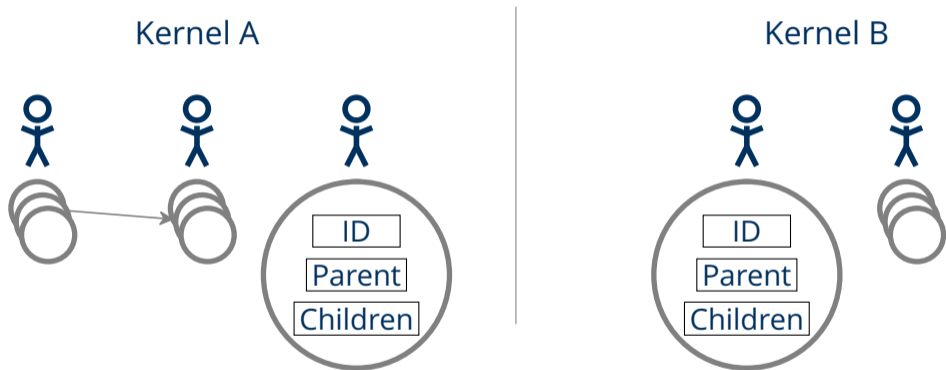 Kernel A
Kernel B
ID
Parent
Children
ID
Parent
Children